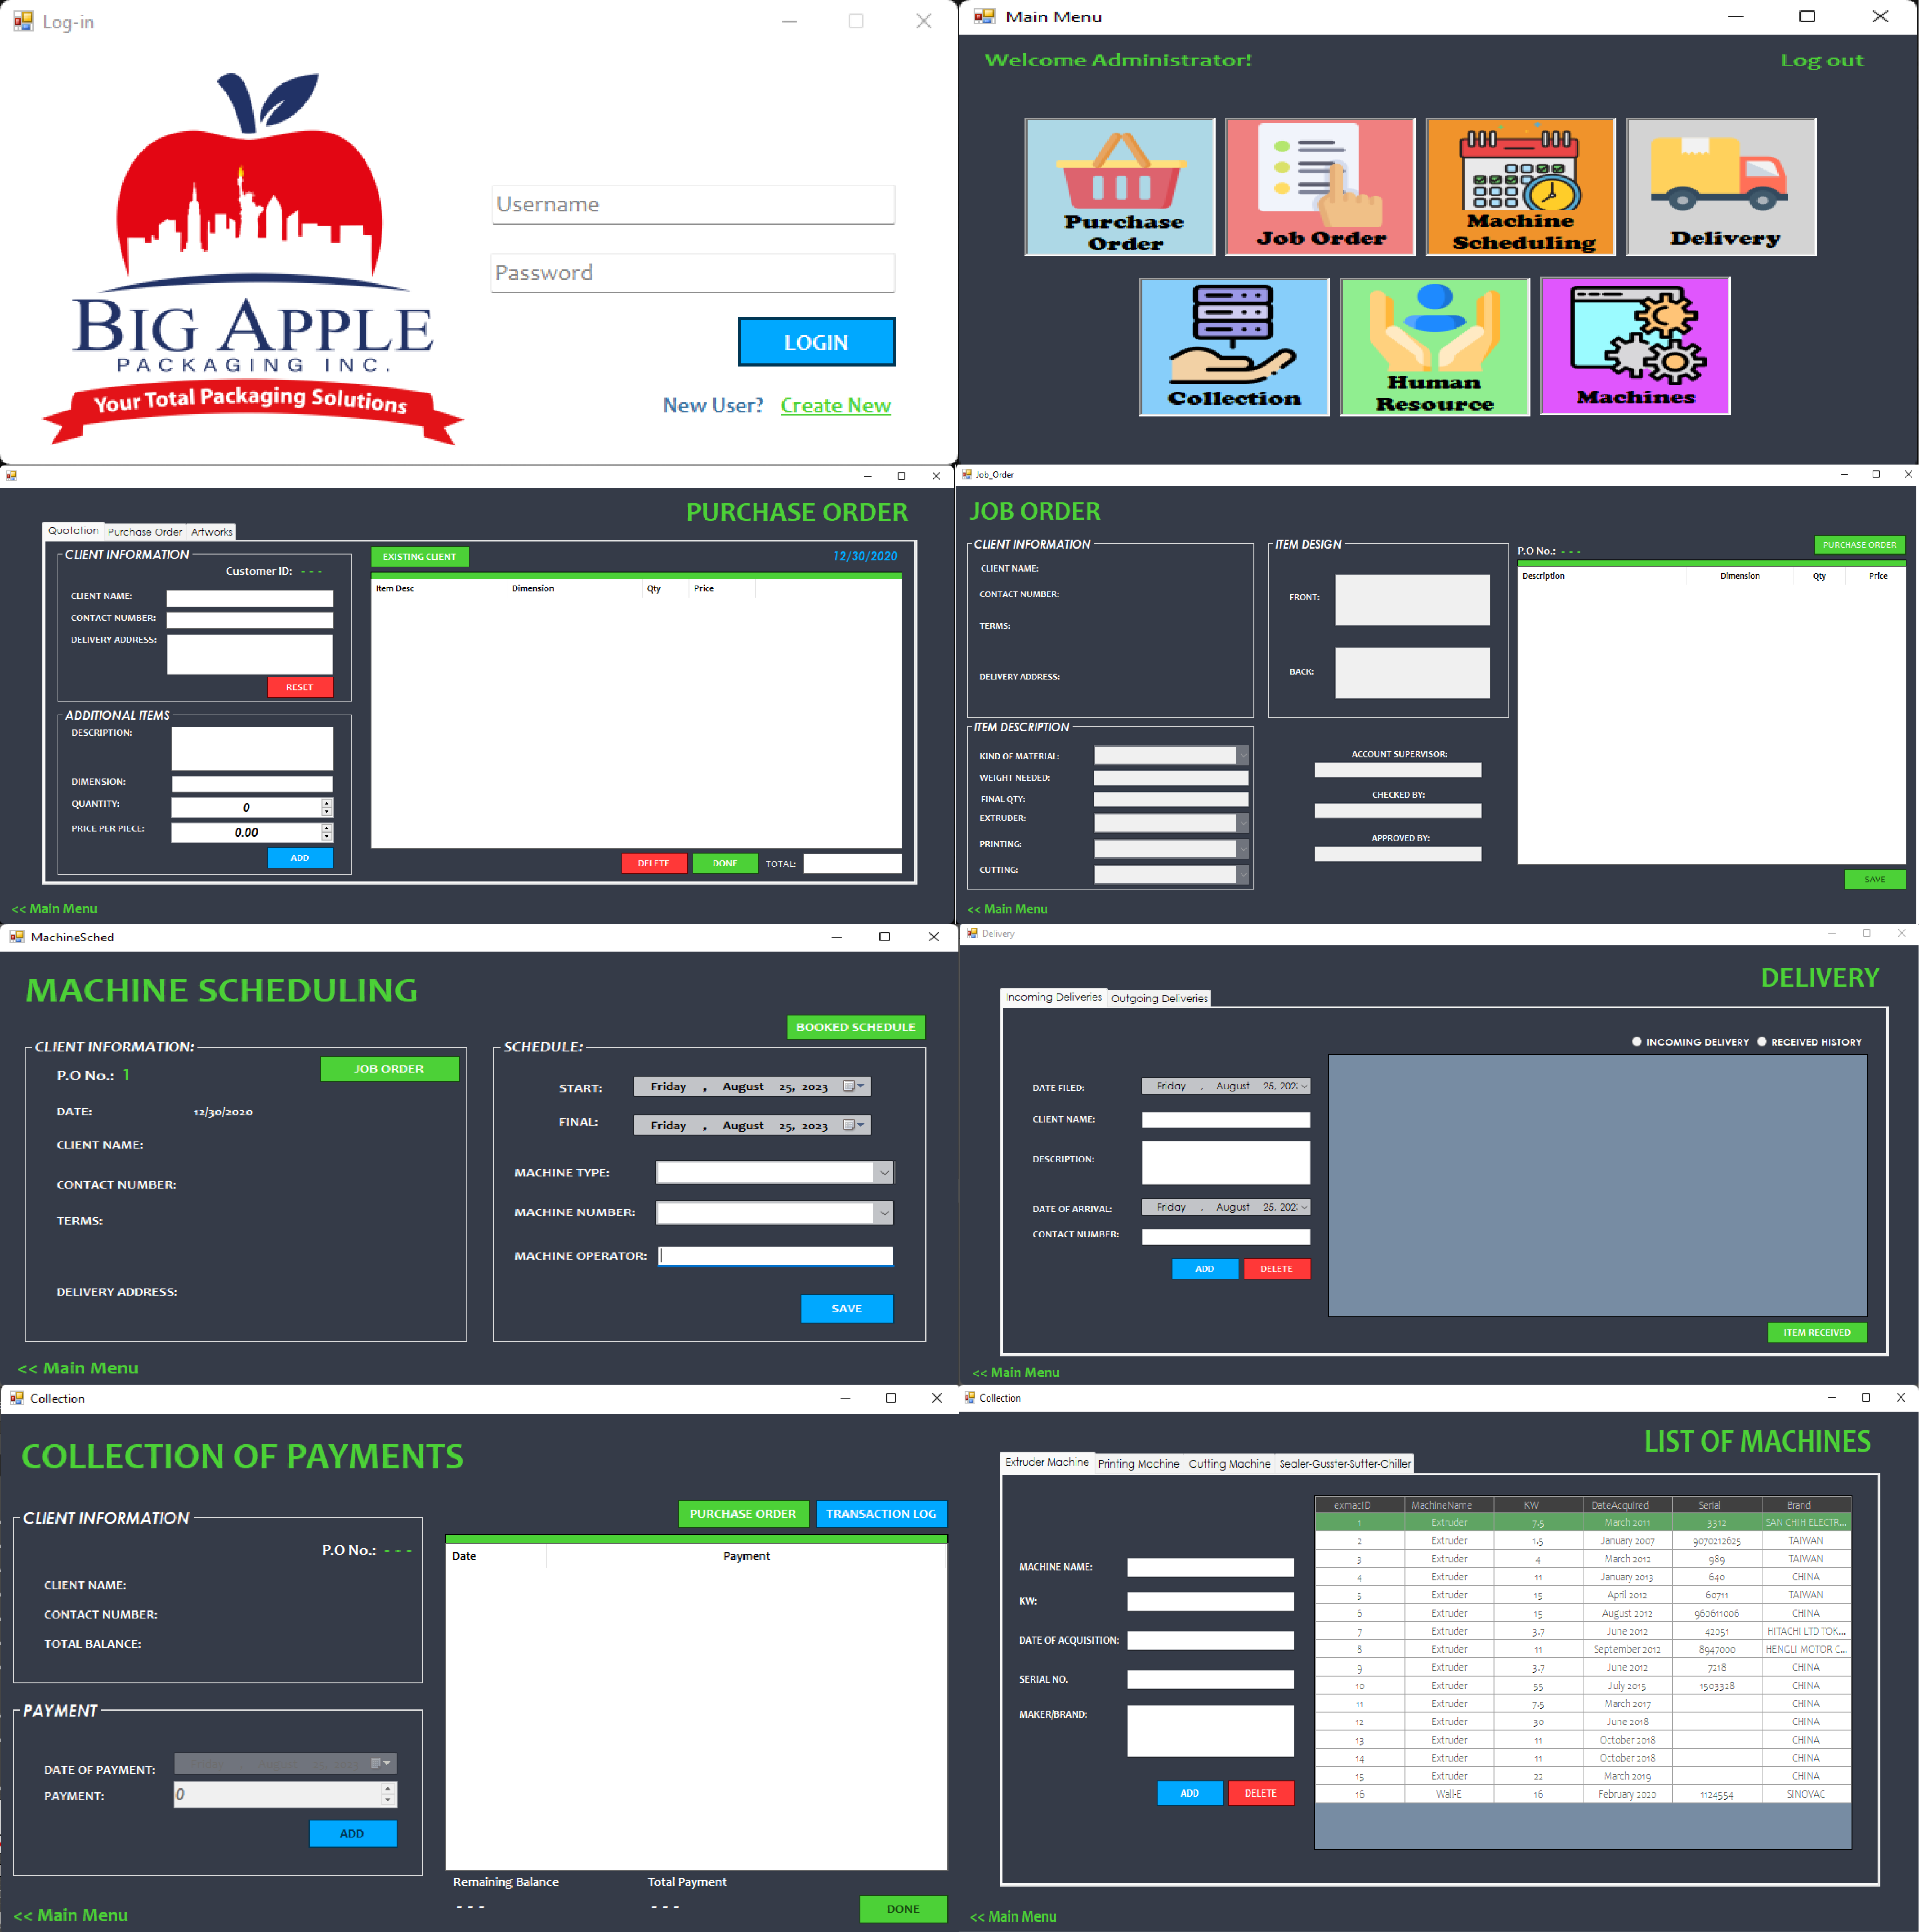 Log-in
BIG APPLE
PACKAGING INC.
Your Total Packaging Solutions
Username
Password
LOGIN
New User? Create New
Main Menu
Welcome Administrator!
Log out
Purchase
Order
Job Order
Machine
Scheduling
Delivery
Collection
Human
Resource
Machines
PURCHASE ORDER
Quotation Purchase Order Artworks
CLIENT INFORMATION
Customer ID: - - -
CLIENT NAME:
CONTACT NUMBER:
DELIVERY ADDRESS:
RESET
ADDITIONAL ITEMS
DESCRIPTION:
DIMENSION:
QUANTITY: 0
PRICE PER PIECE: 0.00
ADD
EXISTING CLIENT
12/30/2020
Item Desc Dimension Qty Price
DELETE DONE TOTAL:
<< Main Menu
Job_Order
JOB ORDER
CLIENT INFORMATION
CLIENT NAME:
CONTACT NUMBER:
TERMS:
DELIVERY ADDRESS:
ITEM DESCRIPTION
KIND OF MATERIAL:
WEIGHT NEEDED:
FINAL QTY:
EXTRUDER:
PRINTING:
CUTTING:
ITEM DESIGN
FRONT:
BACK:
ACCOUNT SUPERVISOR:
CHECKED BY:
APPROVED BY:
P.O No.: - - -
PURCHASE ORDER
Description Dimension Qty Price
SAVE
<< Main Menu
MachineSched
MACHINE SCHEDULING
BOOKED SCHEDULE
CLIENT INFORMATION:
P.O No.: 1
JOB ORDER
DATE: 12/30/2020
CLIENT NAME:
CONTACT NUMBER:
TERMS:
DELIVERY ADDRESS:
SCHEDULE:
START: Friday , August 25, 2023
FINAL: Friday , August 25, 2023
MACHINE TYPE:
MACHINE NUMBER:
MACHINE OPERATOR:
SAVE
<< Main Menu
Delivery
DELIVERY
Incoming Deliveries Outgoing Deliveries
INCOMING DELIVERY RECEIVED HISTORY
DATE FILED: Friday , August 25, 202
CLIENT NAME:
DESCRIPTION:
DATE OF ARRIVAL: Friday , August 25, 202
CONTACT NUMBER:
ADD DELETE
ITEM RECEIVED
<< Main Menu
Collection
COLLECTION OF PAYMENTS
CLIENT INFORMATION
P.O No.: - - -
CLIENT NAME:
CONTACT NUMBER:
TOTAL BALANCE:
PAYMENT
DATE OF PAYMENT:
PAYMENT: 0
ADD
PURCHASE ORDER TRANSACTION LOG
Date Payment
Remaining Balance Total Payment
- - - - - -
DONE
<< Main Menu
Collection
LIST OF MACHINES
Extruder Machine Printing Machine Cutting Machine Sealer-Gusster-Sutter-Chiller
MACHINE NAME:
KW:
DATE OF ACQUISITION:
SERIAL NO.
MAKER/BRAND:
ADD DELETE
exmacID MachineName KW DateAcquired Serial Brand
1 Extruder 7.5 March 2011 3312 SAN CHIH ELECTR...
2 Extruder 1.5 January 2007 9070212625 TAIWAN
3 Extruder 4 March 2012 989 TAIWAN
4 Extruder 11 January 2013 640 CHINA
5 Extruder 15 April 2012 60711 TAIWAN
6 Extruder 15 August 2012 960611006 CHINA
7 Extruder 3.7 June 2012 42051 HITACHI LTD TOK...
8 Extruder 11 September 2012 8947000 HENGLI MOTOR C...
9 Extruder 3.7 June 2012 7218 CHINA
10 Extruder 55 July 2015 1503328 CHINA
11 Extruder 7.5 March 2017 CHINA
12 Extruder 30 June 2018 CHINA
13 Extruder 11 October 2018 CHINA
14 Extruder 11 October 2018 CHINA
15 Extruder 22 March 2019 CHINA
16 Wall-E 16 February 2020 1124554 SINOVAC
<< Main Menu